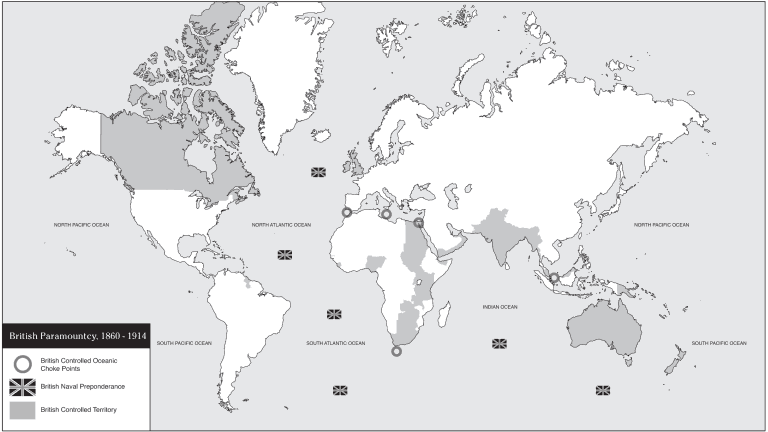 NORTH PACIFIC OCEAN
NORTH ATLANTIC OCEAN
NORTH PACIFIC OCEAN
INDIAN OCEAN
SOUTH PACIFIC OCEAN
SOUTH ATLANTIC OCEAN
SOUTH PACIFIC OCEAN
British Paramountcy, 1860 - 1914
British Controlled Oceanic
Choke Points
British Naval Preponderance
British Controlled Territory